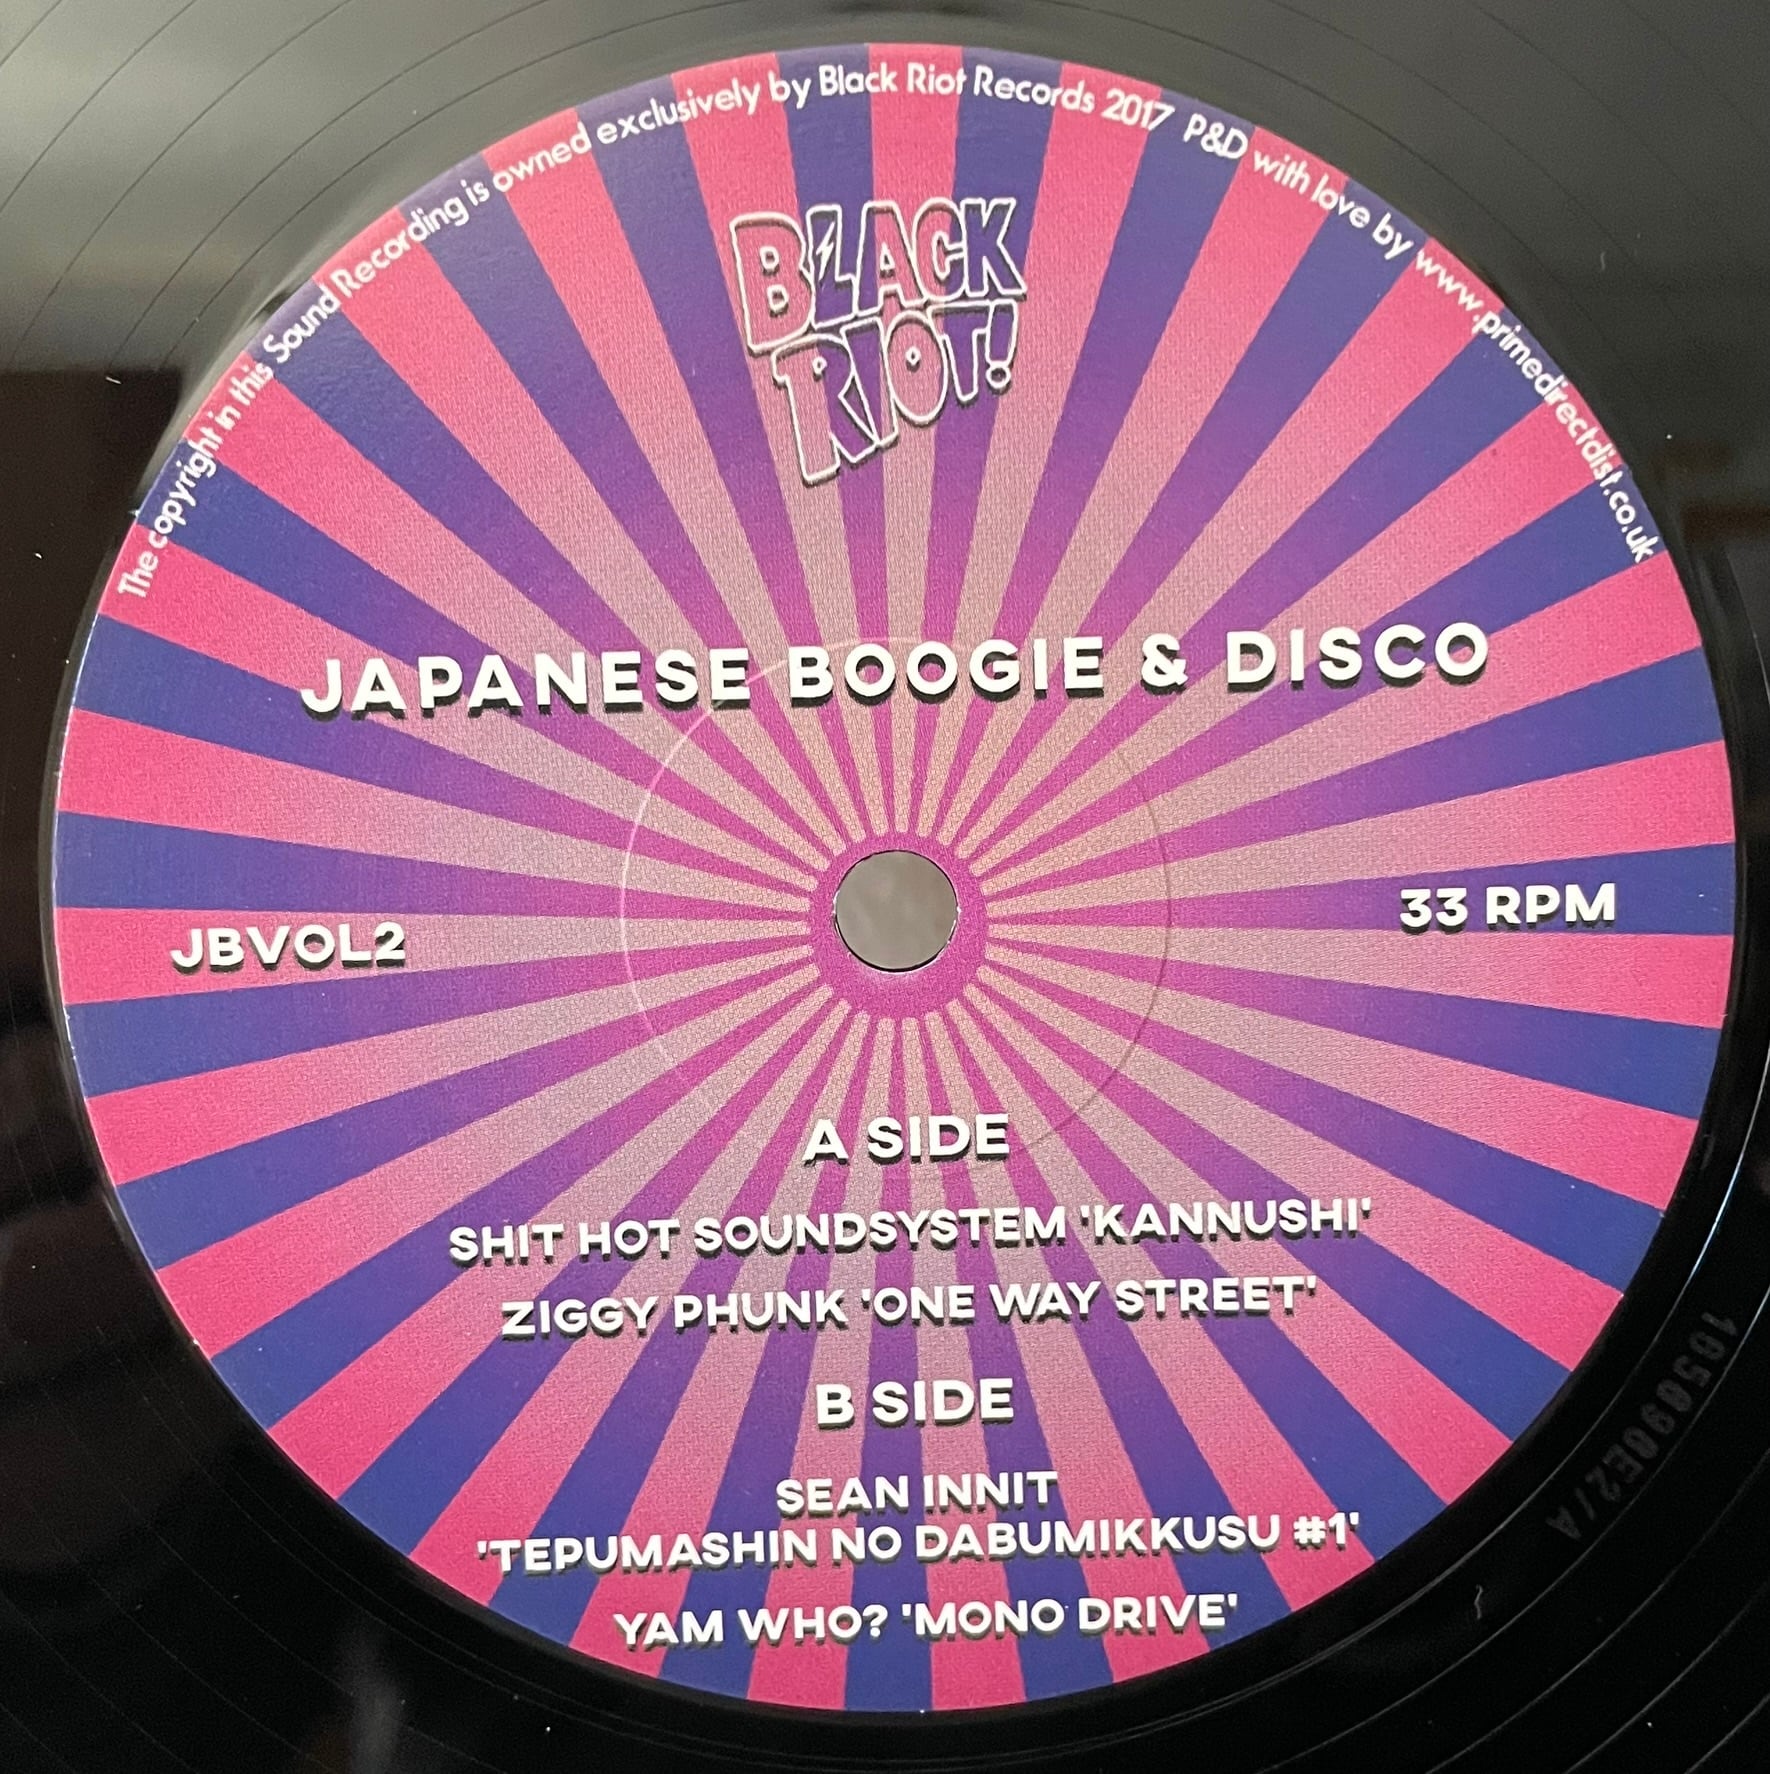 The copyright in this Sound Recording is owned exclusively by Black Riot Records 2017 P&D with love by www.primedirectdist.co.uk
BLACK
RIOT!
JAPANESE BOOGIE & DISCO
JBVOL2
33 RPM
A SIDE
SHIT HOT SOUNDSYSTEM 'KANNUSHI'
ZIGGY PHUNK 'ONE WAY STREET'
B SIDE
SEAN INNIT
'TEPUMASHIN NO DABUMIKKUSU #1'
YAM WHO? 'MONO DRIVE'
165090E2/A